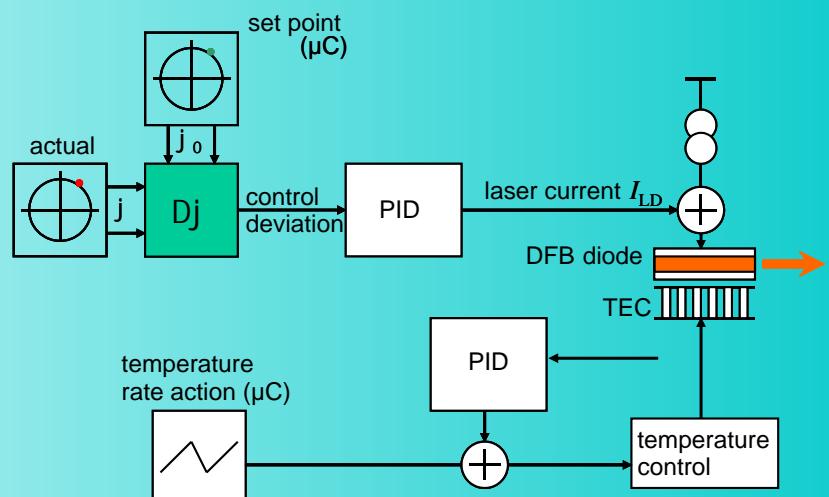 set point
(µC)
j 0
actual
j
Dj
control
deviation
PID
laser current I LD
DFB diode
TEC
PID
temperature
rate action (µC)
temperature
control